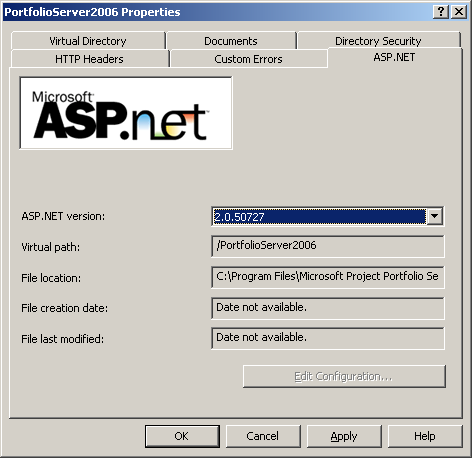 PortfolioServer2006 Properties
Virtual Directory Documents Directory Security
HTTP Headers Custom Errors ASP.NET
Microsoft
ASP.net
ASP.NET version: 2.0.50727
Virtual path: /PortfolioServer2006
File location: C:\Program Files\Microsoft Project Portfolio Se
File creation date: Date not available.
File last modified: Date not available.
Edit Configuration...
OK Cancel Apply Help